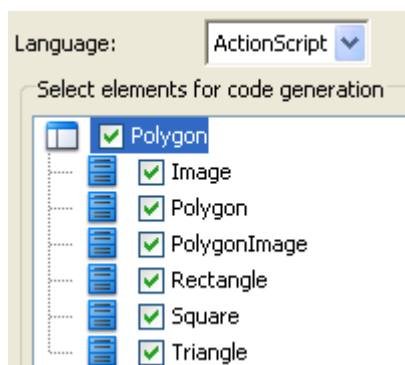 Language: ActionScript
Select elements for code generation
Polygon
Image
Polygon
PolygonImage
Rectangle
Square
Triangle